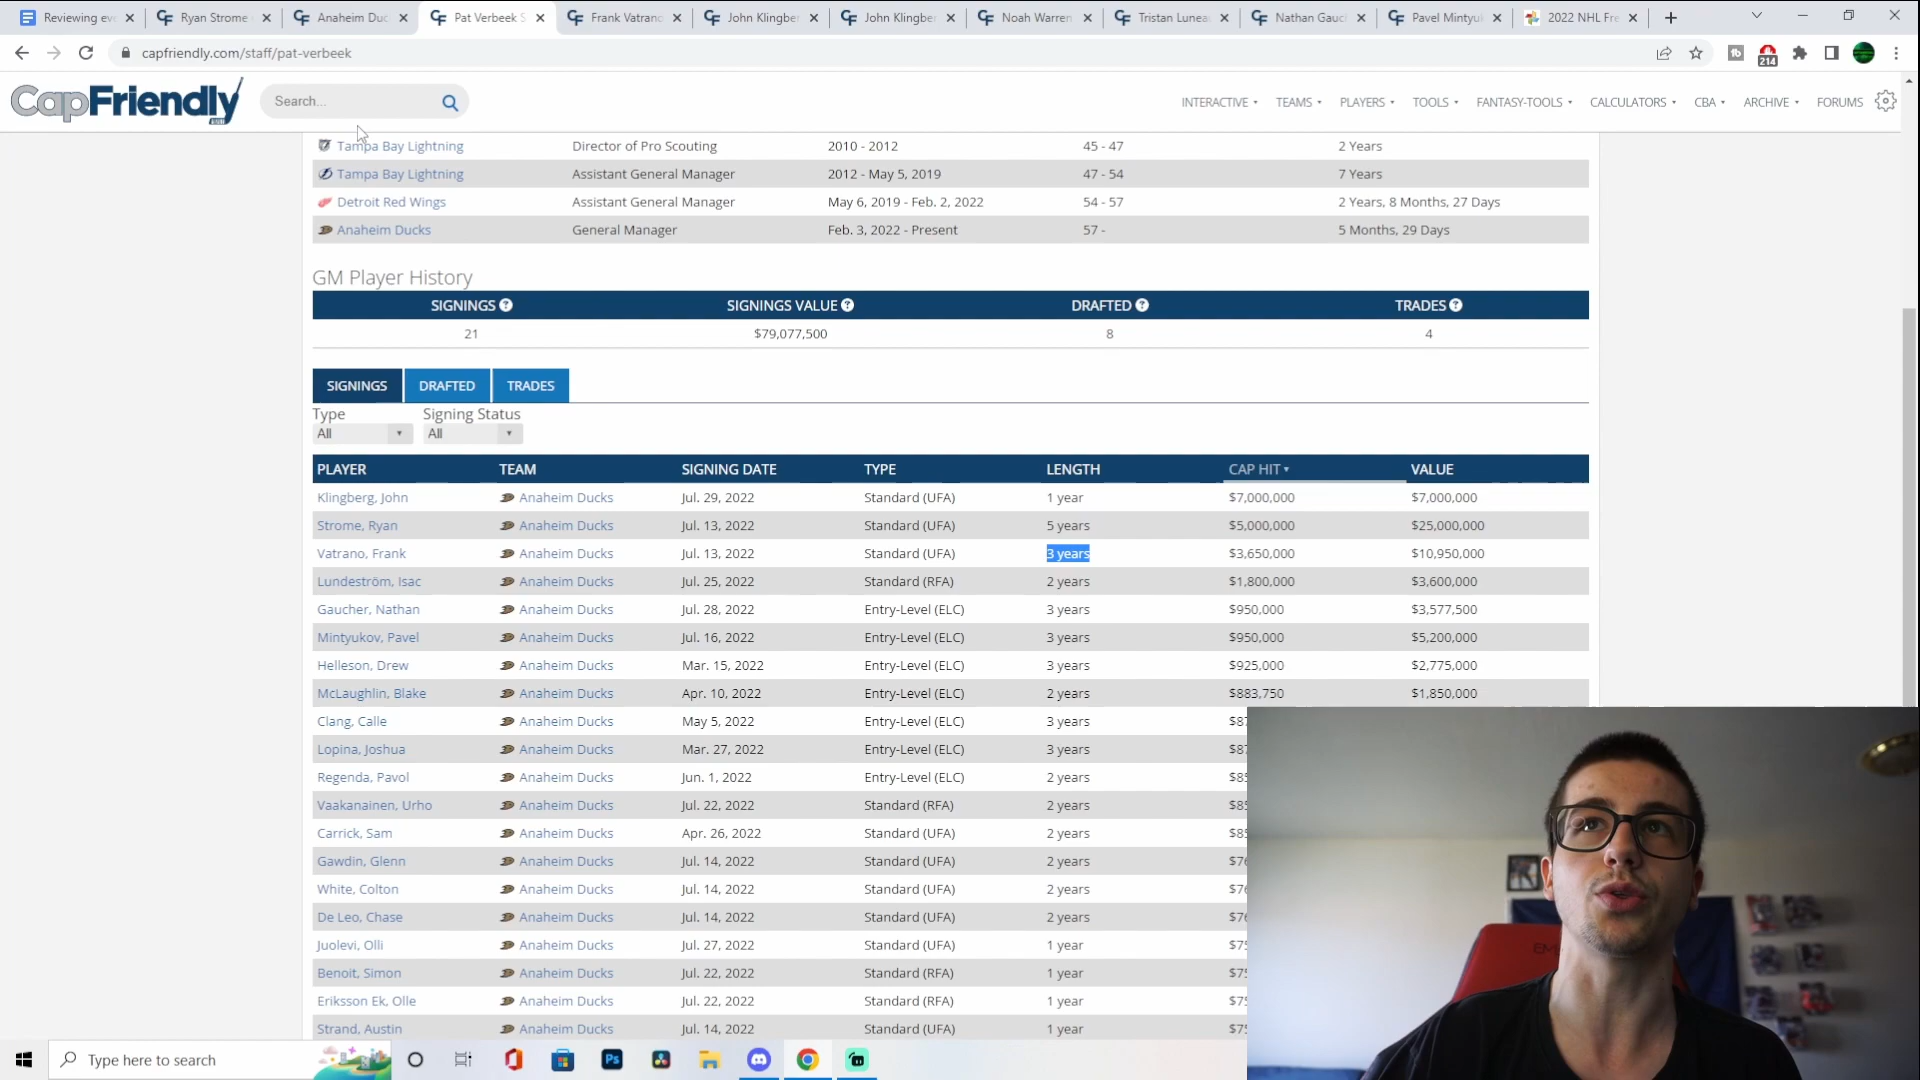 Reviewing eve
Ryan Strome
Anaheim Duc
Pat Verbeek S
Frank Vatrano
John Klingber
John Klingber
Noah Warren
Tristan Lunea
Nathan Gauc
Pavel Mintyu
2022 NHL Fre
capfriendly.com/staff/pat-verbeek
214
CapFriendly
Search...
INTERACTIVE TEAMS PLAYERS TOOLS FANTASY-TOOLS CALCULATORS CBA ARCHIVE FORUMS
Tampa Bay Lightning Director of Pro Scouting 2010 - 2012 45 - 47 2 Years
Tampa Bay Lightning Assistant General Manager 2012 - May 5, 2019 47 - 54 7 Years
Detroit Red Wings Assistant General Manager May 6, 2019 - Feb. 2, 2022 54 - 57 2 Years, 8 Months, 27 Days
Anaheim Ducks General Manager Feb. 3, 2022 - Present 57 - 5 Months, 29 Days
GM Player History
SIGNINGS ? SIGNINGS VALUE ? DRAFTED ? TRADES ?
21 $79,077,500 8 4
SIGNINGS DRAFTED TRADES
Type Signing Status
All All
PLAYER TEAM SIGNING DATE TYPE LENGTH CAP HIT VALUE
Klingberg, John Anaheim Ducks Jul. 29, 2022 Standard (UFA) 1 year $7,000,000 $7,000,000
Strome, Ryan Anaheim Ducks Jul. 13, 2022 Standard (UFA) 5 years $5,000,000 $25,000,000
Vatrano, Frank Anaheim Ducks Jul. 13, 2022 Standard (UFA) 3 years $3,650,000 $10,950,000
Lundeström, Isac Anaheim Ducks Jul. 25, 2022 Standard (RFA) 2 years $1,800,000 $3,600,000
Gaucher, Nathan Anaheim Ducks Jul. 28, 2022 Entry-Level (ELC) 3 years $950,000 $3,577,500
Mintyukov, Pavel Anaheim Ducks Jul. 16, 2022 Entry-Level (ELC) 3 years $950,000 $5,200,000
Helleson, Drew Anaheim Ducks Mar. 15, 2022 Entry-Level (ELC) 3 years $925,000 $2,775,000
McLaughlin, Blake Anaheim Ducks Apr. 10, 2022 Entry-Level (ELC) 2 years $883,750 $1,850,000
Clang, Calle Anaheim Ducks May 5, 2022 Entry-Level (ELC) 3 years $87
Lopina, Joshua Anaheim Ducks Mar. 27, 2022 Entry-Level (ELC) 3 years $87
Regenda, Pavol Anaheim Ducks Jun. 1, 2022 Entry-Level (ELC) 2 years $85
Vaakanainen, Urho Anaheim Ducks Jul. 22, 2022 Standard (RFA) 2 years $85
Carrick, Sam Anaheim Ducks Apr. 26, 2022 Standard (UFA) 2 years $85
Gawdin, Glenn Anaheim Ducks Jul. 14, 2022 Standard (UFA) 2 years $76
White, Colton Anaheim Ducks Jul. 14, 2022 Standard (UFA) 2 years $76
De Leo, Chase Anaheim Ducks Jul. 14, 2022 Standard (UFA) 2 years $76
Juolevi, Olli Anaheim Ducks Jul. 27, 2022 Standard (UFA) 1 year $75
Benoit, Simon Anaheim Ducks Jul. 22, 2022 Standard (RFA) 1 year $75
Eriksson Ek, Olle Anaheim Ducks Jul. 22, 2022 Standard (RFA) 1 year $75
Strand, Austin Anaheim Ducks Jul. 14, 2022 Standard (UFA) 1 year $75
Type here to search
Ps